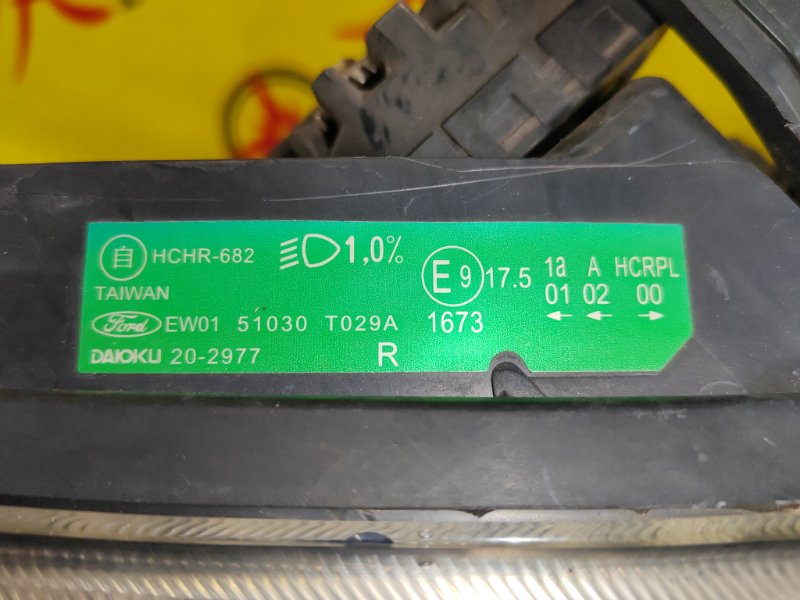 自 HCHR-682 1,0% E9 17.5 1a A HCRPL
TAIWAN 01 02 00
Ford EW01 51030 T029A 1673
DAIOKU 20-2977 R